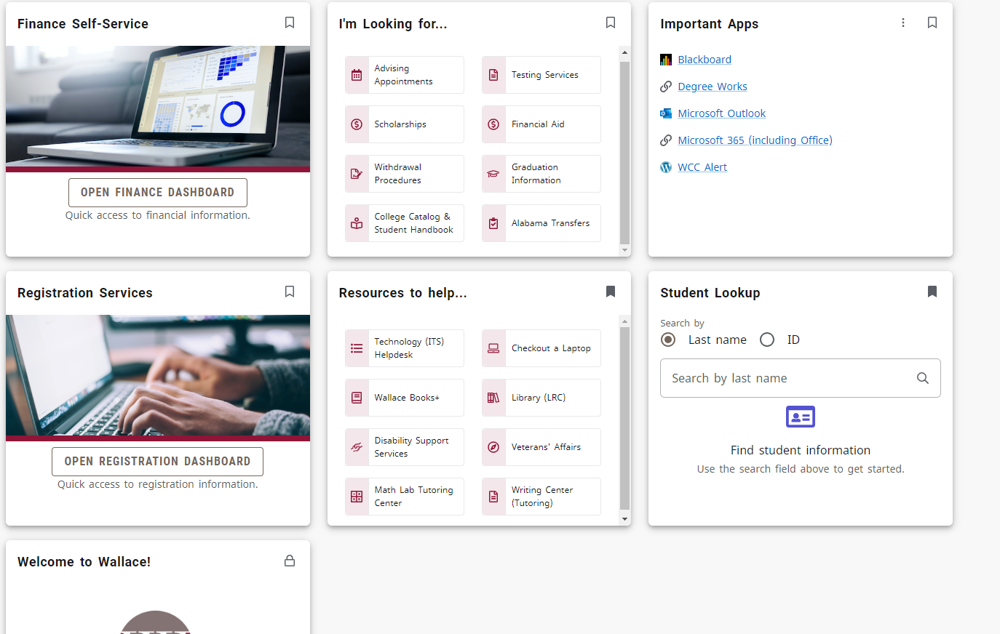 Finance Self-Service
OPEN FINANCE DASHBOARD
Quick access to financial information.
I'm Looking for...
Advising
Appointments
Testing Services
Scholarships
Financial Aid
Withdrawal
Procedures
Graduation
Information
College Catalog &
Student Handbook
Alabama Transfers
Important Apps
Blackboard
Degree Works
Microsoft Outlook
Microsoft 365 (including Office)
WCC Alert
Registration Services
OPEN REGISTRATION DASHBOARD
Quick access to registration information.
Resources to help...
Technology (ITS)
Helpdesk
Checkout a Laptop
Wallace Books+
Library (LRC)
Disability Support
Services
Veterans' Affairs
Math Lab Tutoring
Center
Writing Center
(Tutoring)
Student Lookup
Search by
Last name
ID
Search by last name
Find student information
Use the search field above to get started.
Welcome to Wallace!